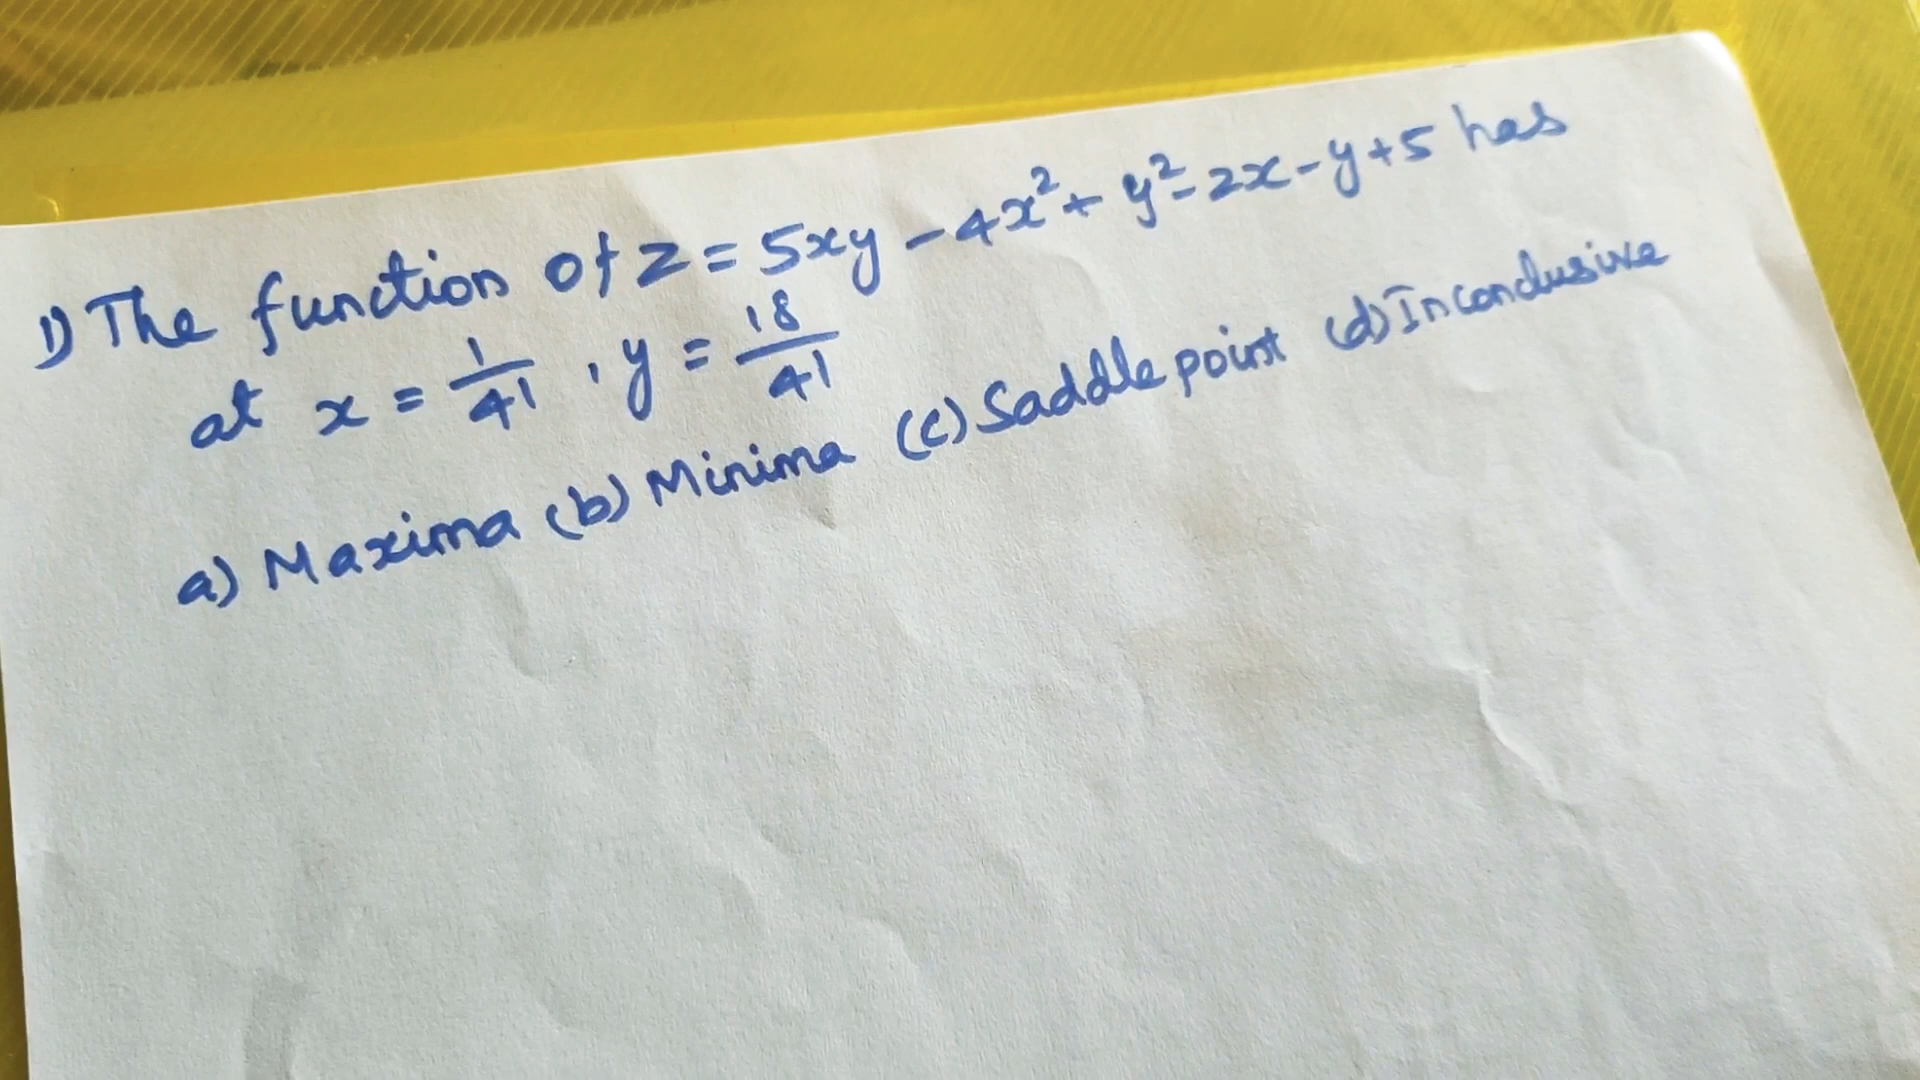 1) The function of z = 5xy - 4x² + y² - 2x - y + 5 has
at x = 1/41 , y = 18/41
a) Maxima (b) Minima (c) Saddle point (d) Inconclusive